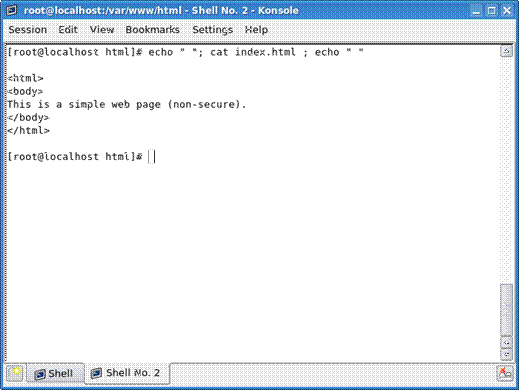 root@localhost:/var/www/html - Shell No. 2 - Konsole
Session Edit View Bookmarks Settings Help
[root@localhost html]# echo " "; cat index.html ; echo " "
<html>
<body>
This is a simple web page (non-secure).
</body>
</html>
[root@localhost html]#
Shell Shell No. 2